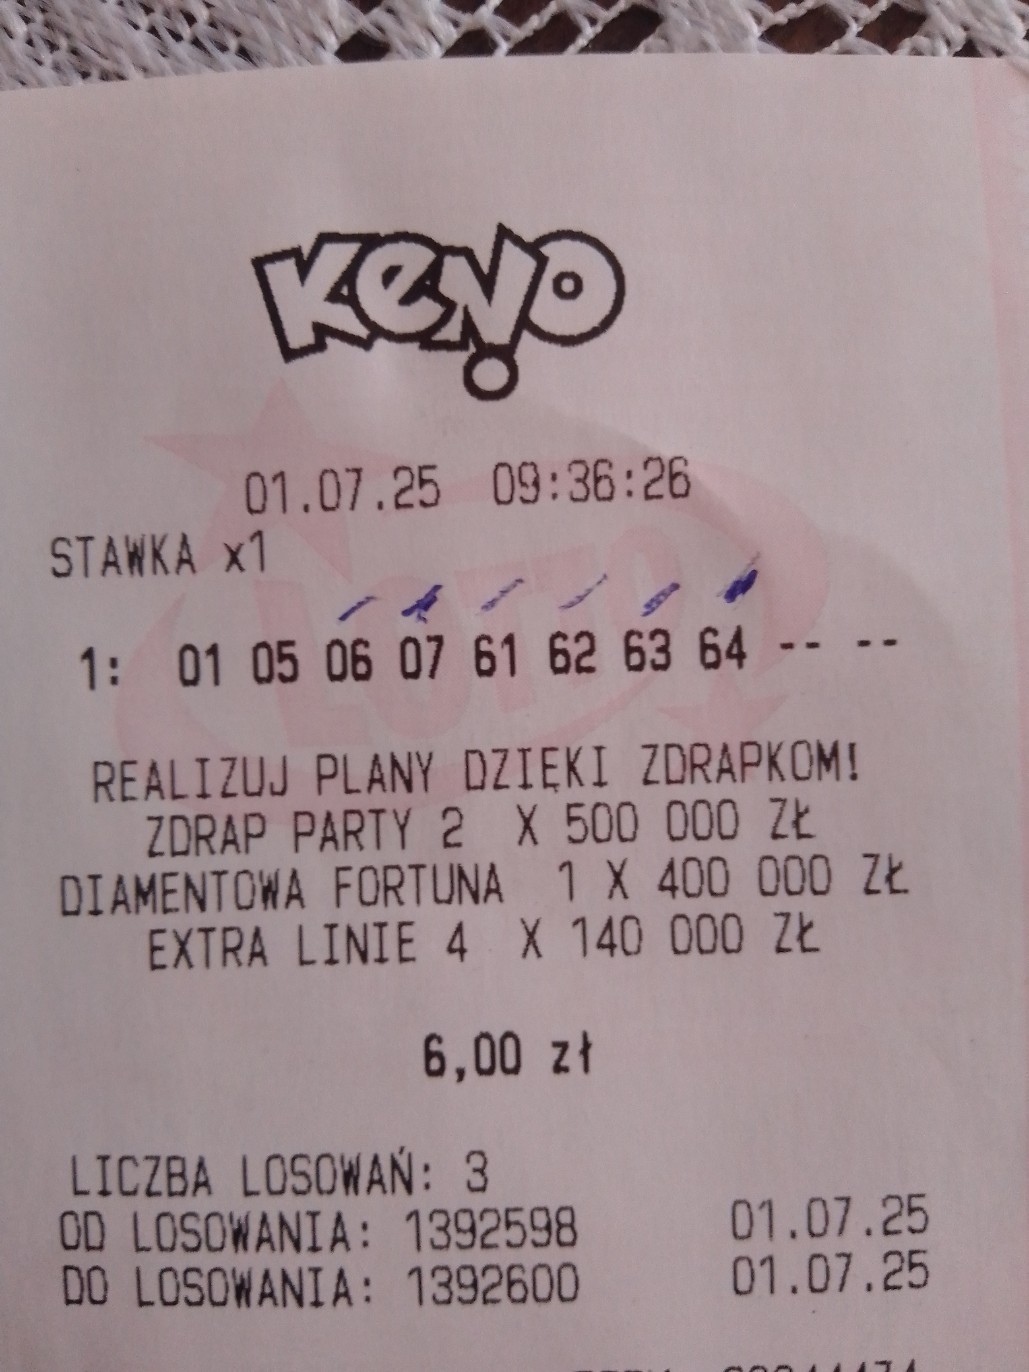 KENO
01.07.25 09:36:26
STAWKA x1
1: 01 05 06 07 61 62 63 64 -- --
REALIZUJ PLANY DZIĘKI ZDRAPKOM!
ZDRAP PARTY 2 X 500 000 ZŁ
DIAMENTOWA FORTUNA 1 X 400 000 ZŁ
EXTRA LINIE 4 X 140 000 ZŁ
6,00 zł
LICZBA LOSOWAŃ: 3
OD LOSOWANIA: 1392598 01.07.25
DO LOSOWANIA: 1392600 01.07.25
LOTTO